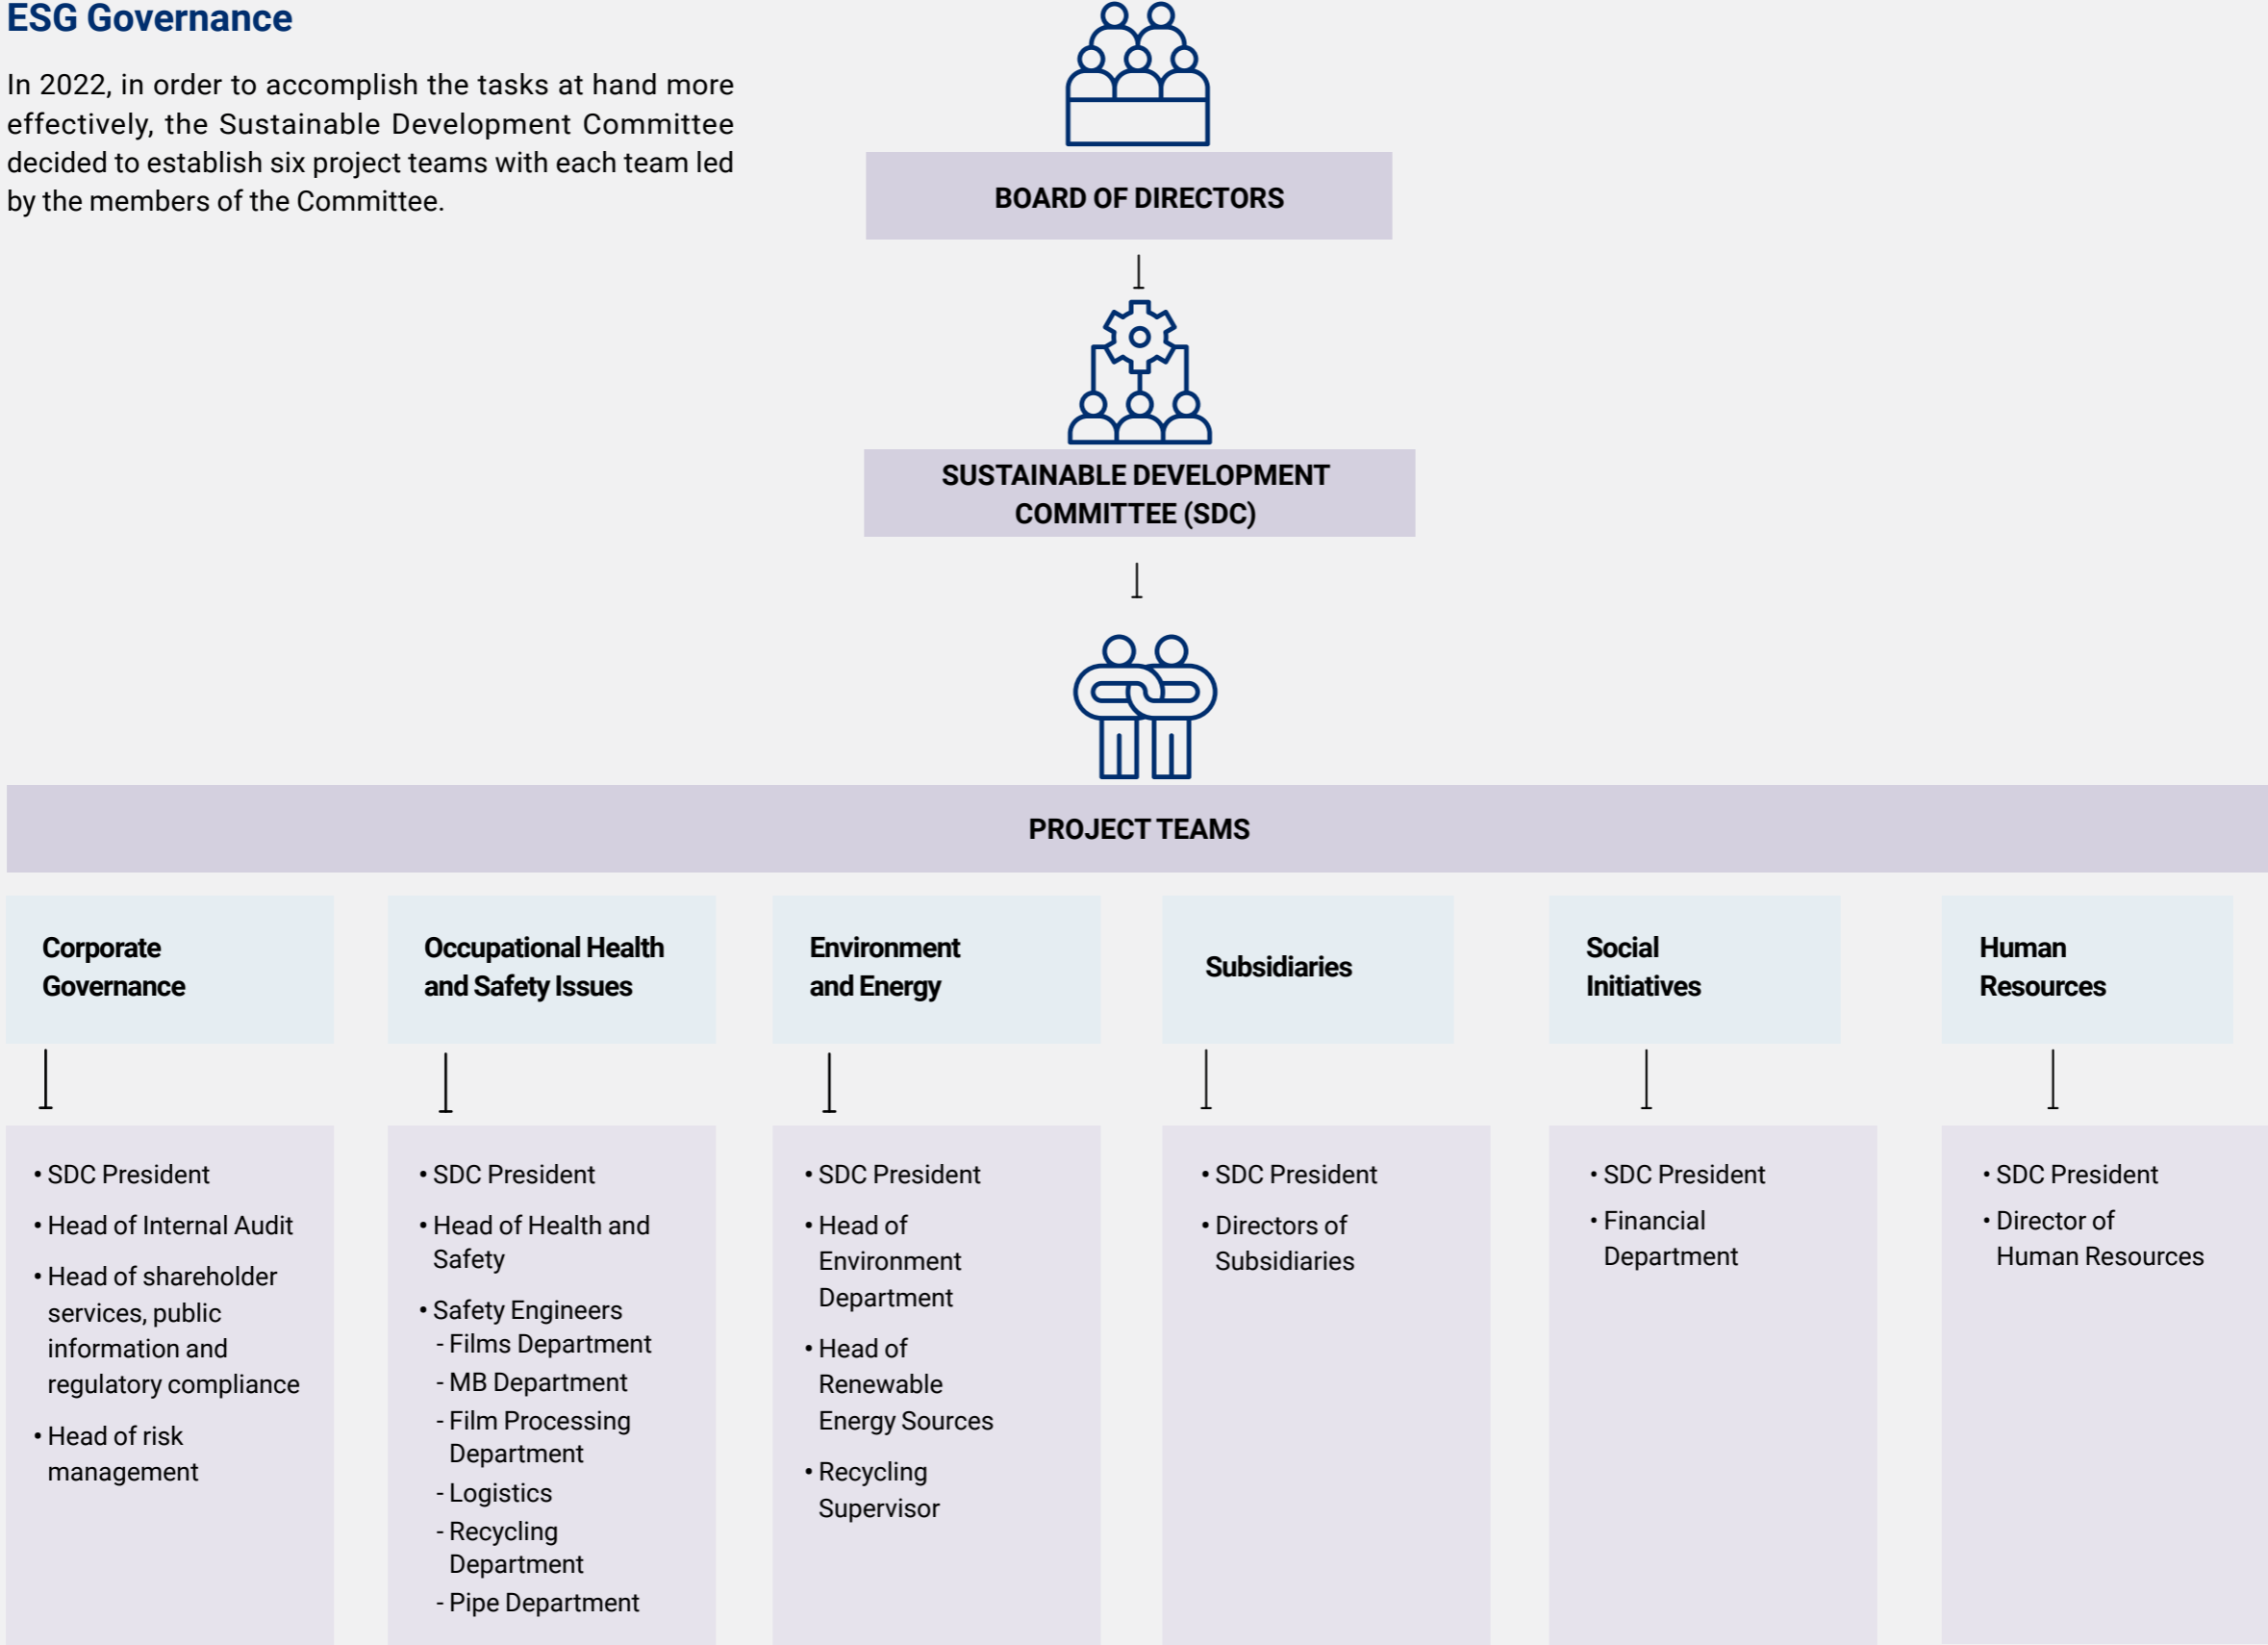 ESG Governance
In 2022, in order to accomplish the tasks at hand more
effectively, the Sustainable Development Committee
decided to establish six project teams with each team led
by the members of the Committee.
BOARD OF DIRECTORS
SUSTAINABLE DEVELOPMENT
COMMITTEE (SDC)
PROJECT TEAMS
Corporate
Governance
• SDC President
• Head of Internal Audit
• Head of shareholder
services, public
information and
regulatory compliance
• Head of risk
management
Occupational Health
and Safety Issues
• SDC President
• Head of Health and
Safety
• Safety Engineers
- Films Department
- MB Department
- Film Processing
Department
- Logistics
- Recycling
Department
- Pipe Department
Environment
and Energy
• SDC President
• Head of
Environment
Department
• Head of
Renewable
Energy Sources
• Recycling
Supervisor
Subsidiaries
• SDC President
• Directors of
Subsidiaries
Social
Initiatives
• SDC President
• Financial
Department
Human
Resources
• SDC President
• Director of
Human Resources